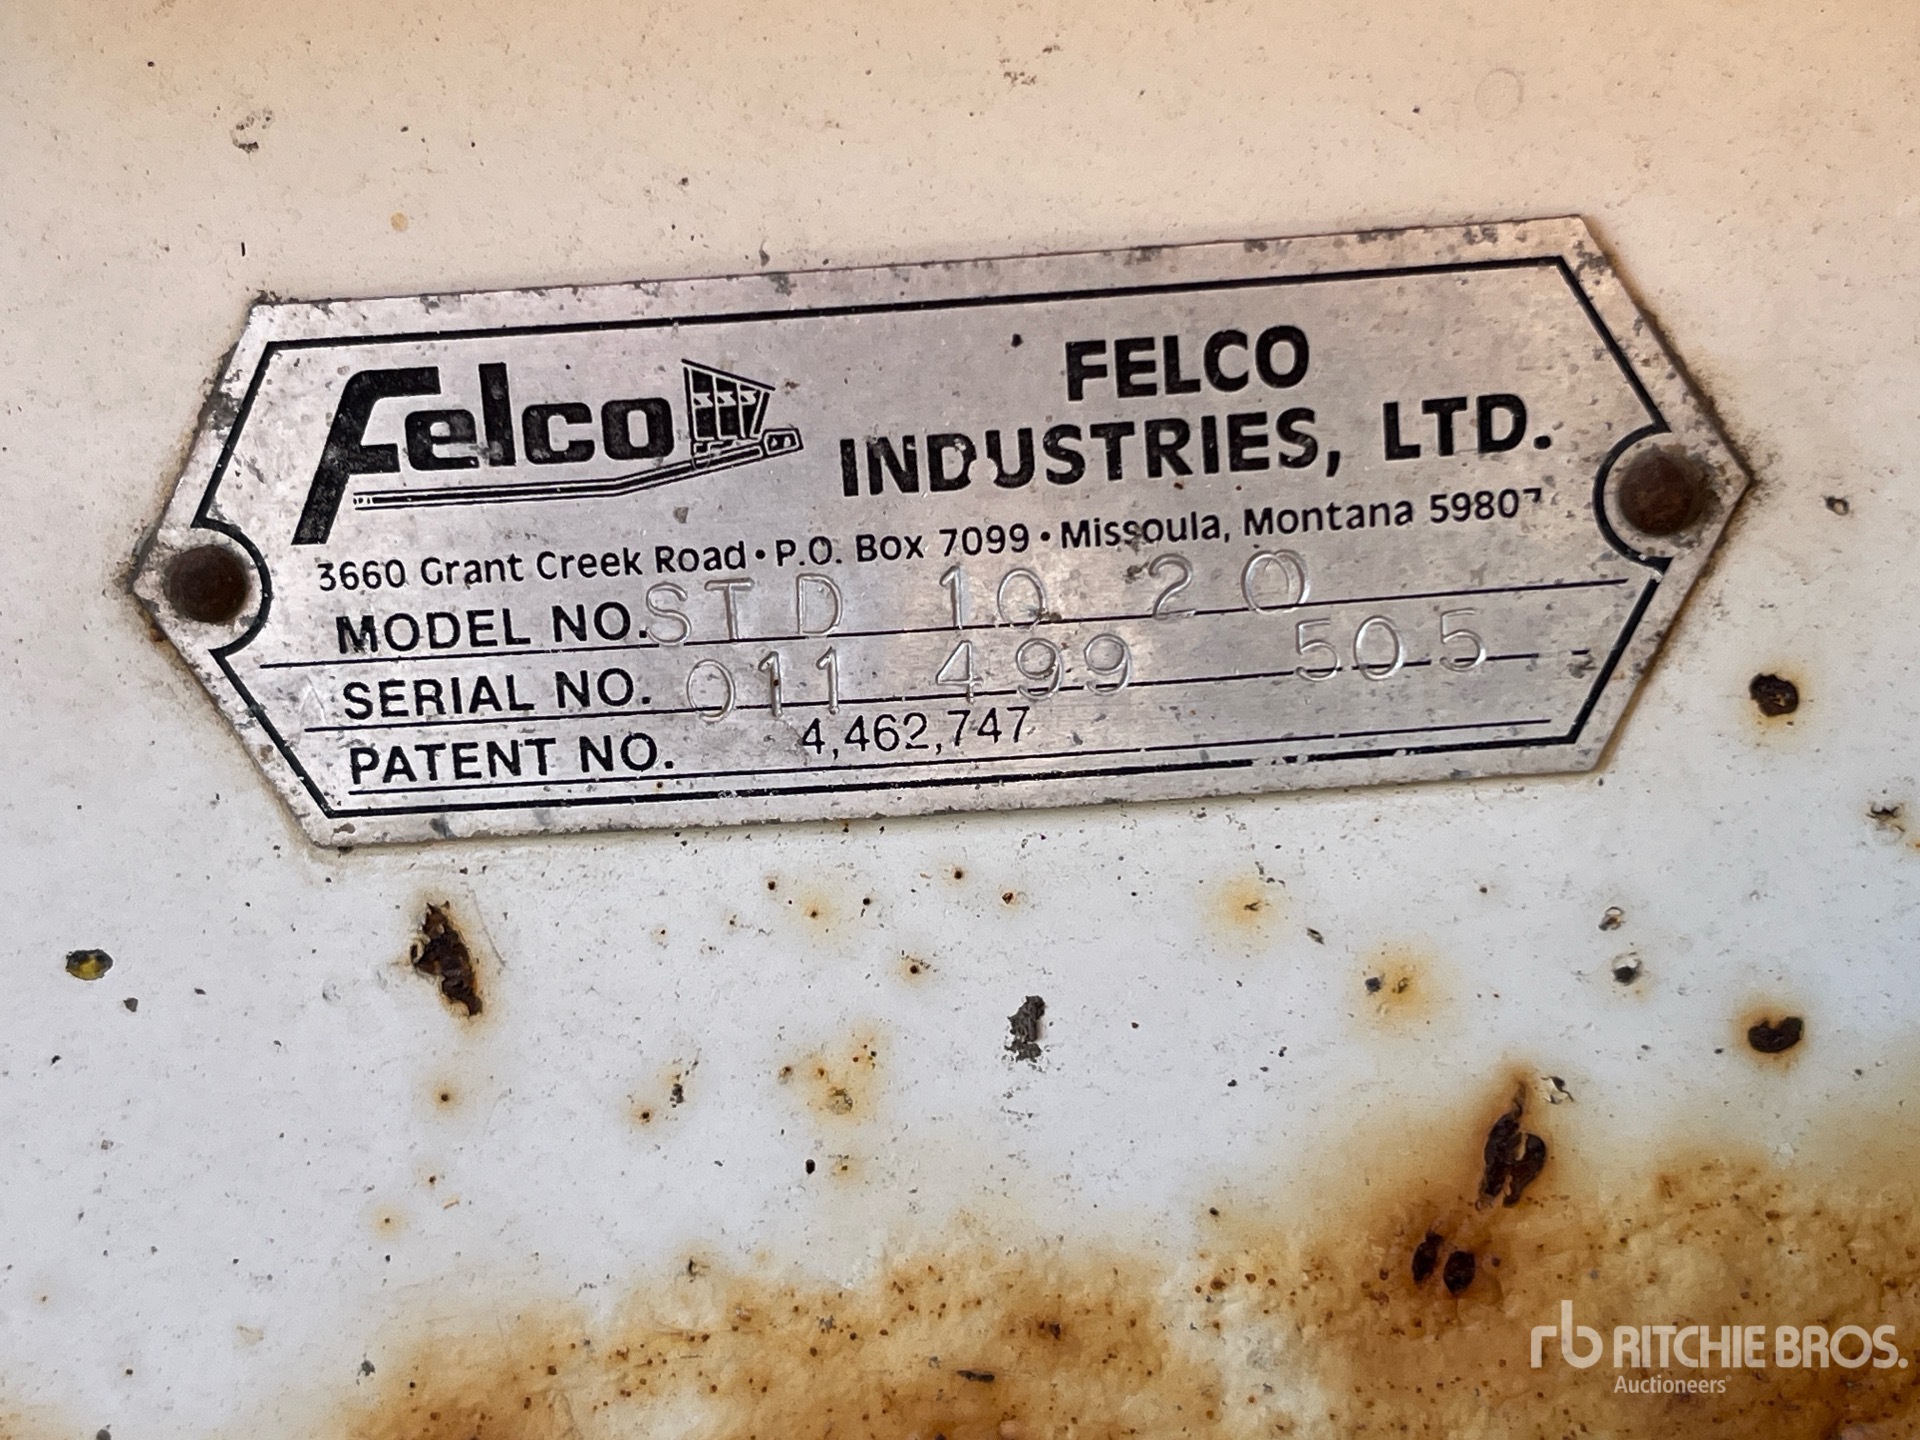 Felco
FELCO
INDUSTRIES, LTD.
3660 Grant Creek Road • P.O. Box 7099 • Missoula, Montana 59807
MODEL NO. STD 10 20
SERIAL NO. 011 499 505
PATENT NO. 4,462,747
rb RITCHIE BROS.
Auctioneers